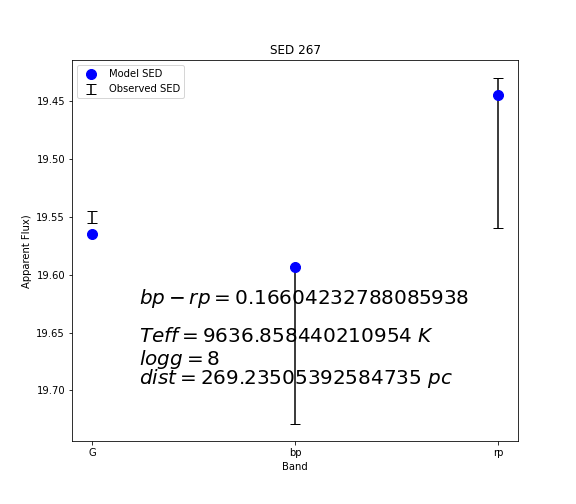 SED 267
Model SED
Observed SED
19.45
19.50
19.55
19.60
19.65
19.70
Apparent Flux)
bp − rp = 0.16604232788085938
Teff = 9636.858440210954 K
logg = 8
dist = 269.23505392584735 pc
G bp rp
Band